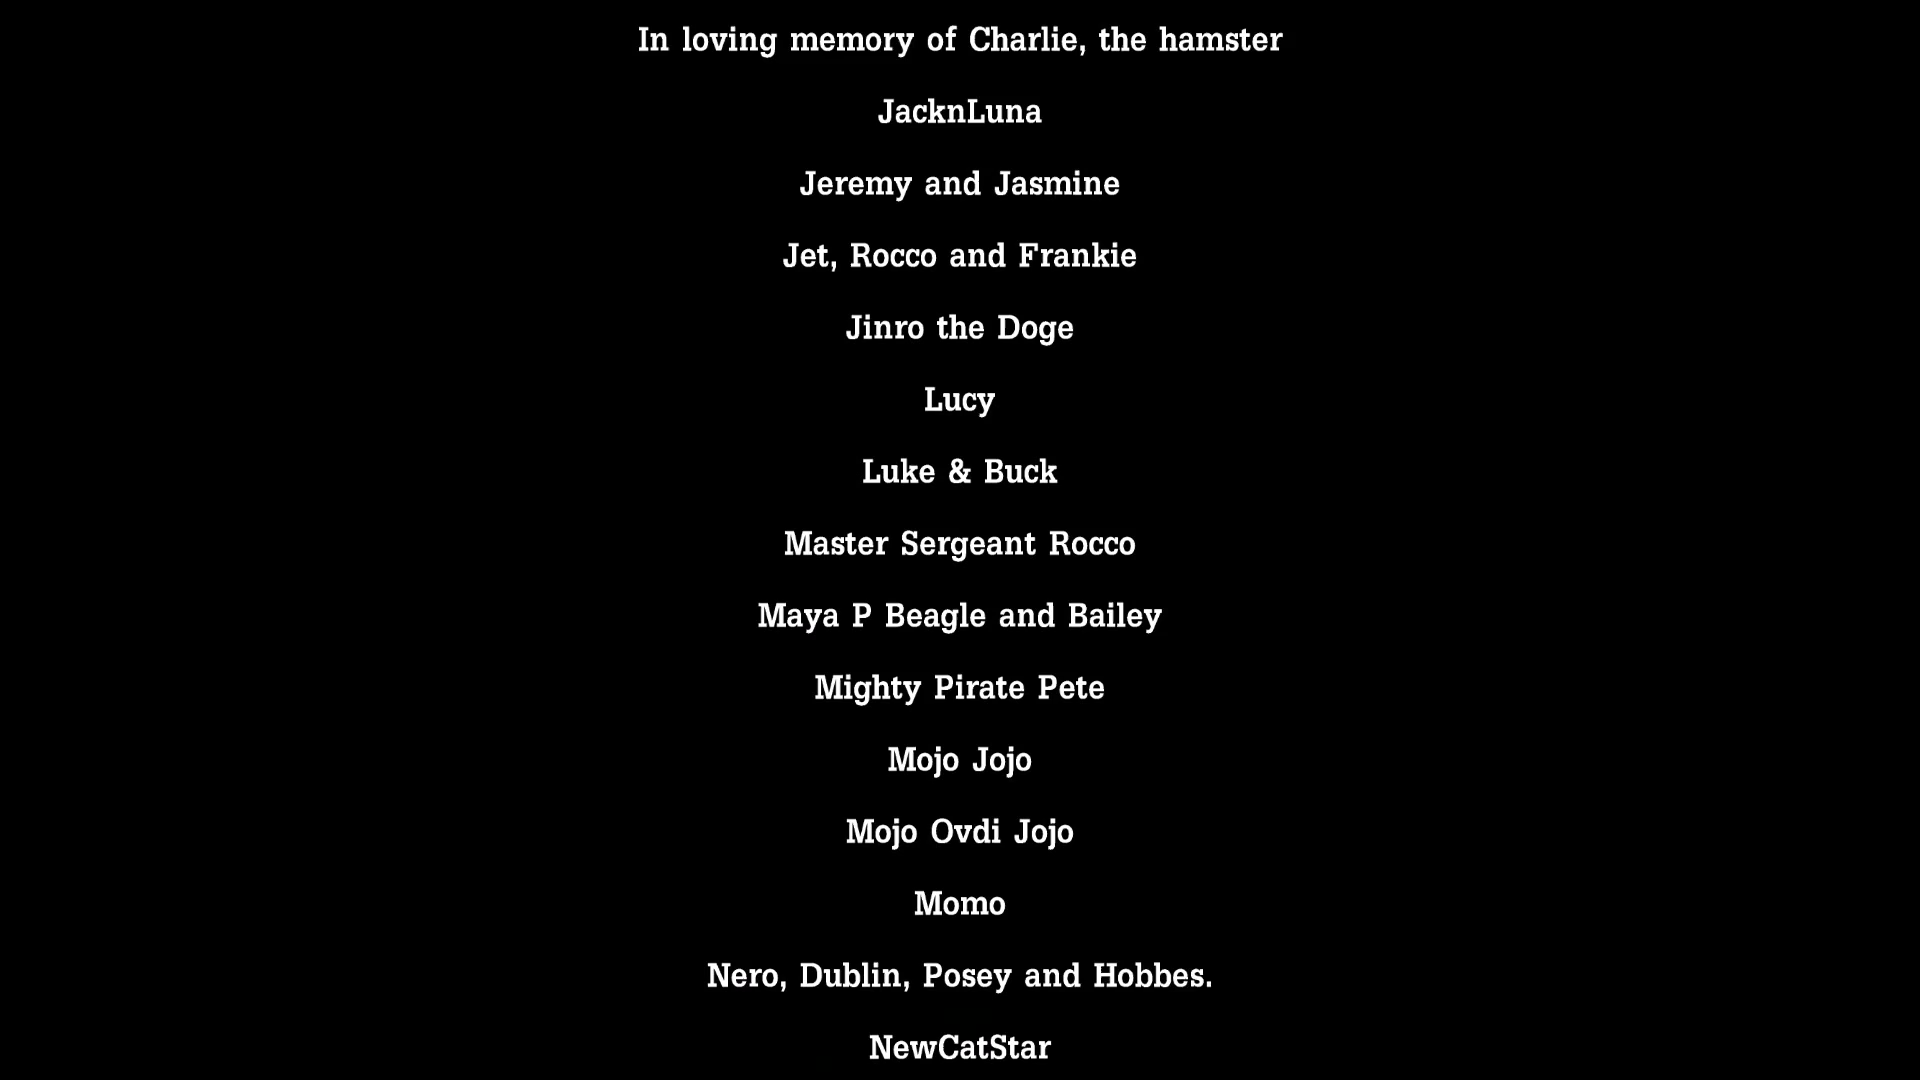 In loving memory of Charlie, the hamster
JacknLuna
Jeremy and Jasmine
Jet, Rocco and Frankie
Jinro the Doge
Lucy
Luke & Buck
Master Sergeant Rocco
Maya P Beagle and Bailey
Mighty Pirate Pete
Mojo Jojo
Mojo Ovdi Jojo
Momo
Nero, Dublin, Posey and Hobbes.
NewCatStar